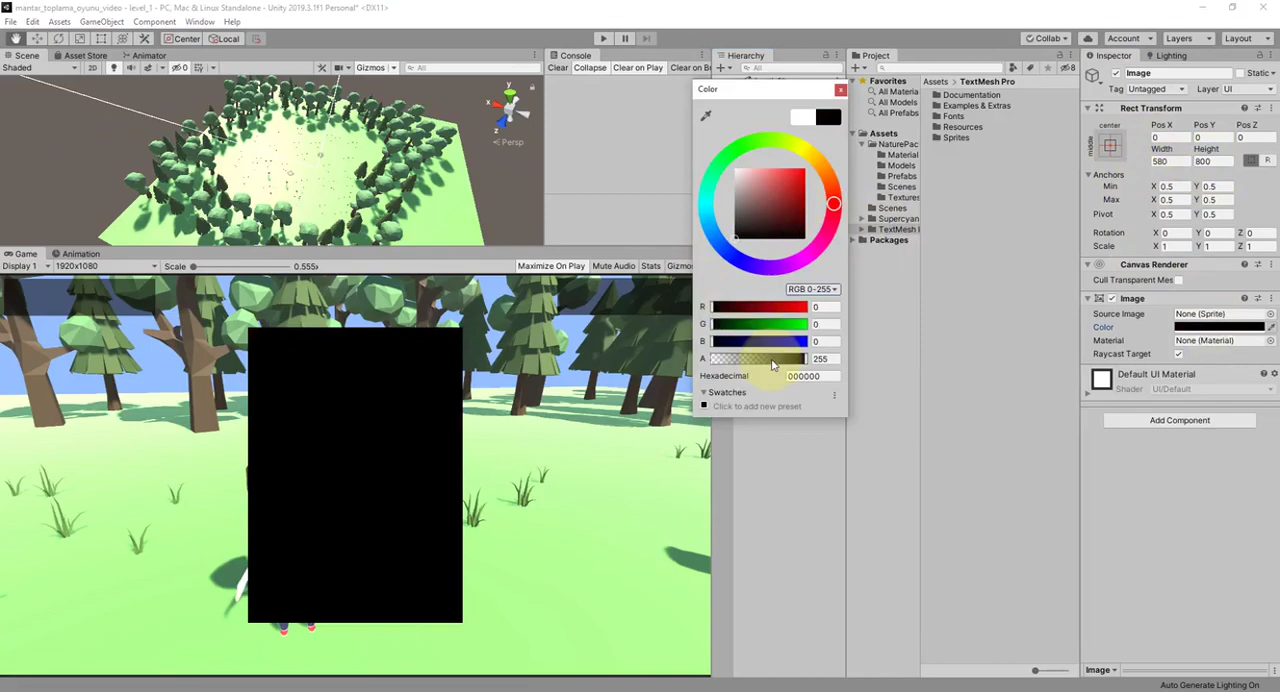 mantar_toplama_oyunu_video - level_1 - PC, Mac & Linux Standalone - Unity 2019.3.1f1 Personal* <DX11>
File Edit Assets GameObject Component Window Help
Center Local Collab Account Layers Layout
Scene Asset Store Animator
Shaded 2D 0 Gizmos All
y
x
z
Persp
Console
Clear Collapse Clear on Play Clear on B
Hierarchy
All
Color
RGB 0-255
R 0
G 0
B 0
A 255
Hexadecimal 000000
Swatches
Click to add new preset
Project
8
Favorites
All Materia
All Models
All Prefabs
Assets
NaturePac
Material
Models
Prefabs
Scenes
Textures
Scenes
Supercyan
TextMesh
Packages
Assets > TextMesh Pro
Documentation
Examples & Extras
Fonts
Resources
Sprites
Inspector Lighting
Image Static
Tag Untagged Layer UI
Rect Transform
center
middle
Pos X Pos Y Pos Z
0 0 0
Width Height
580 800 R
Anchors
Min X 0.5 Y 0.5
Max X 0.5 Y 0.5
Pivot X 0.5 Y 0.5
Rotation X 0 Y 0 Z 0
Scale X 1 Y 1 Z 1
Canvas Renderer
Cull Transparent Mes
Image
Source Image None (Sprite)
Color
Material None (Material)
Raycast Target
Default UI Material
Shader UI/Default
Add Component
Game Animation
Display 1 1920x1080 Scale 0.555 Maximize On Play Mute Audio Stats Gizmo
Image
Auto Generate Lighting On